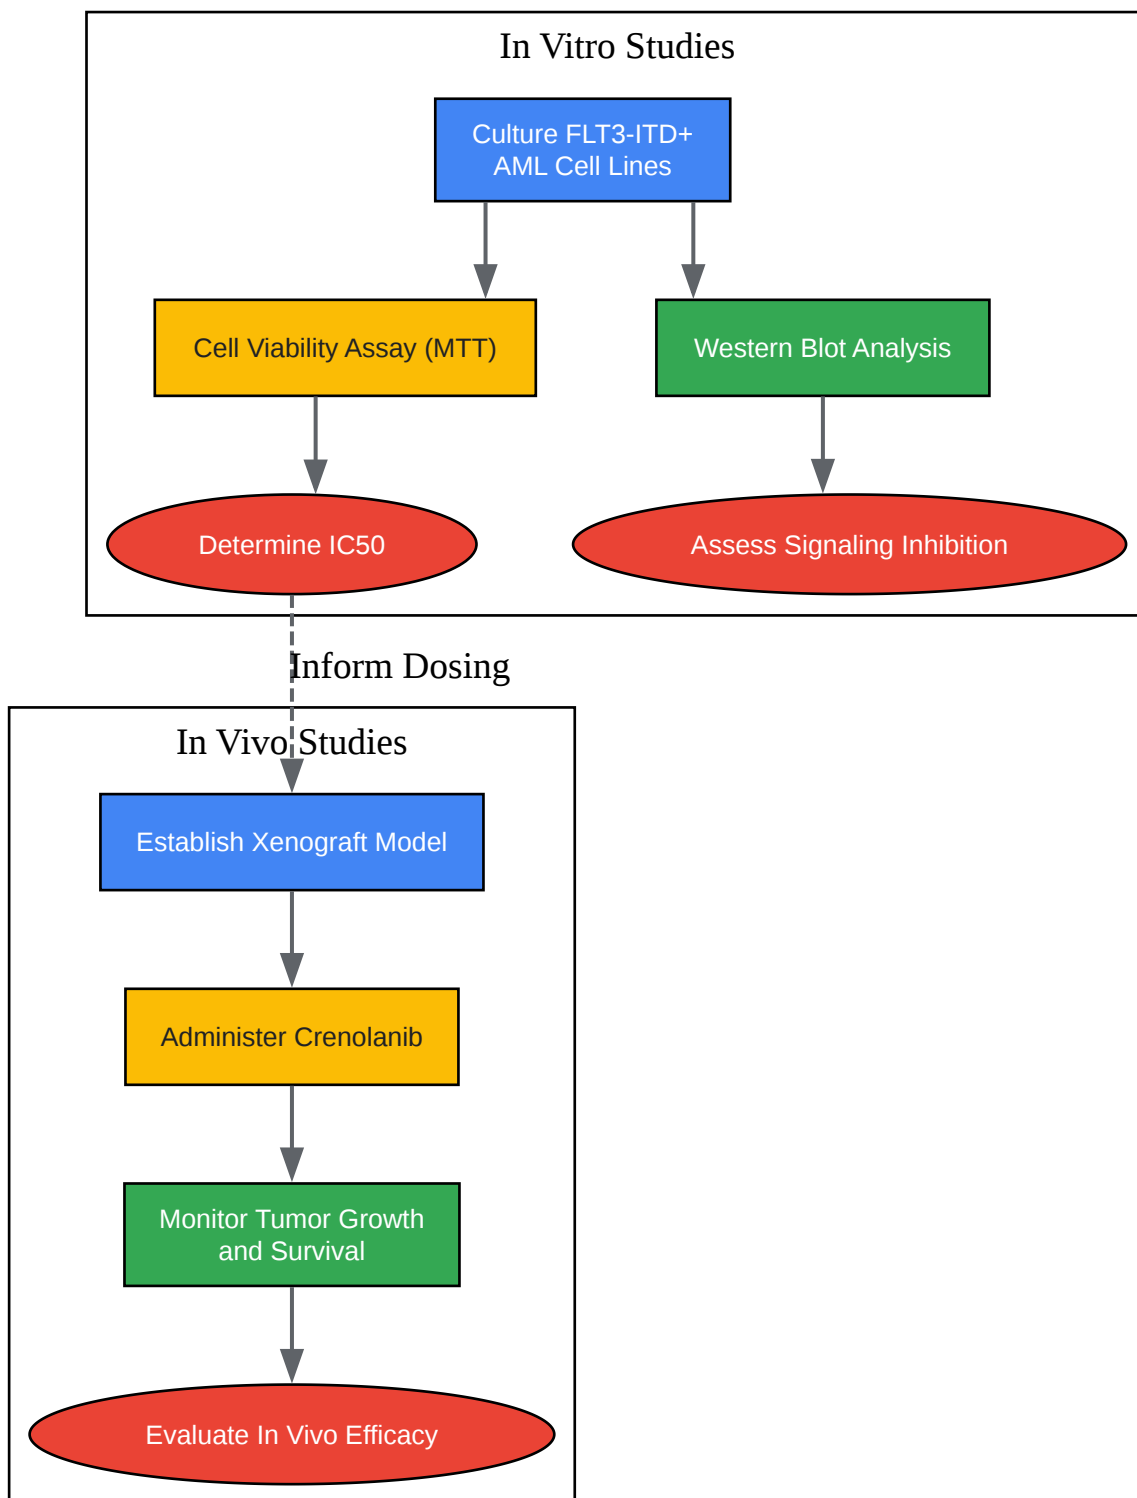 In Vitro Studies
Culture FLT3-ITD+
AML Cell Lines
Cell Viability Assay (MTT)
Western Blot Analysis
Determine IC50
Assess Signaling Inhibition
Inform Dosing
In Vivo Studies
Establish Xenograft Model
Administer Crenolanib
Monitor Tumor Growth
and Survival
Evaluate In Vivo Efficacy